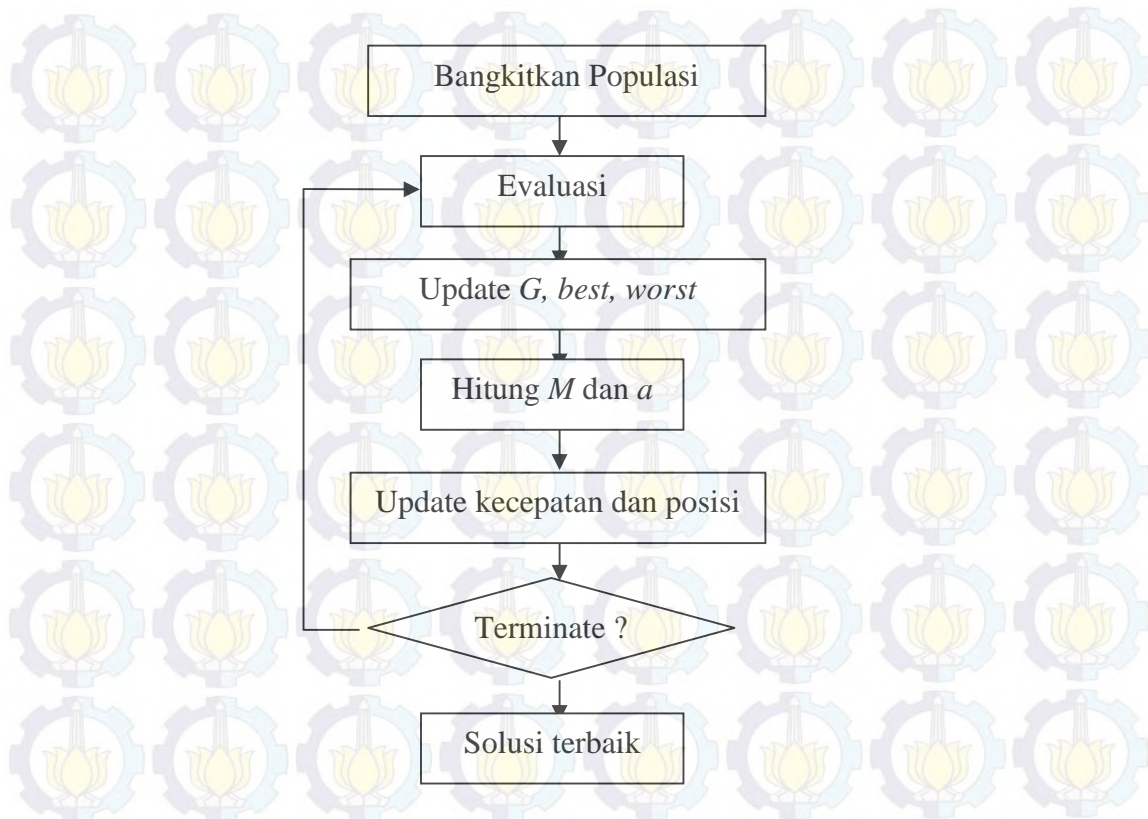 Bangkitkan Populasi
Evaluasi
Update G, best, worst
Hitung M dan a
Update kecepatan dan posisi
Terminate ?
Solusi terbaik